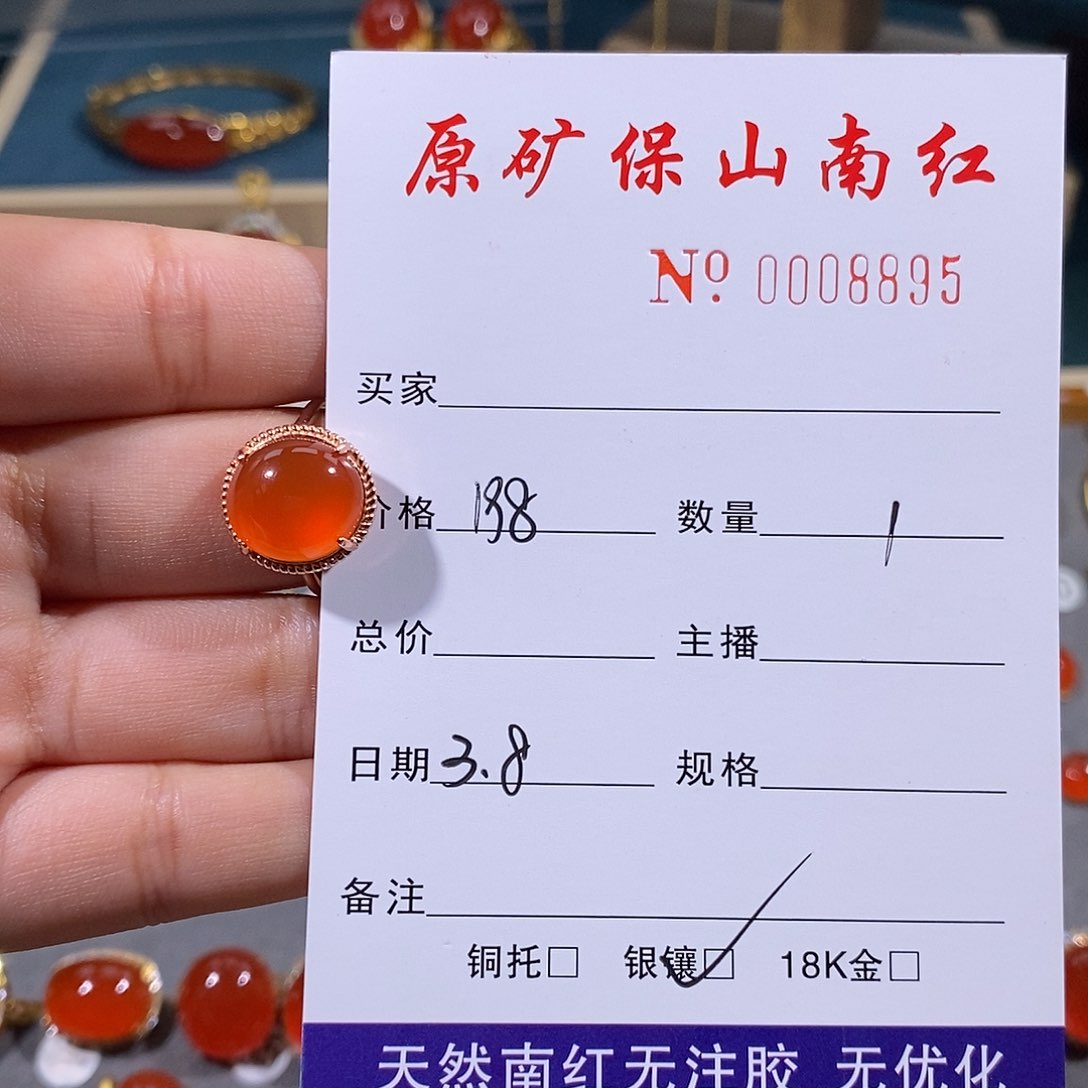 原矿保山南红
Nº 0008895
买家
价格 198 数量 1
总价 主播
日期 3.8 规格
备注
铜托□ 银镶☑ 18K金□
天然南红无注胶 无优化